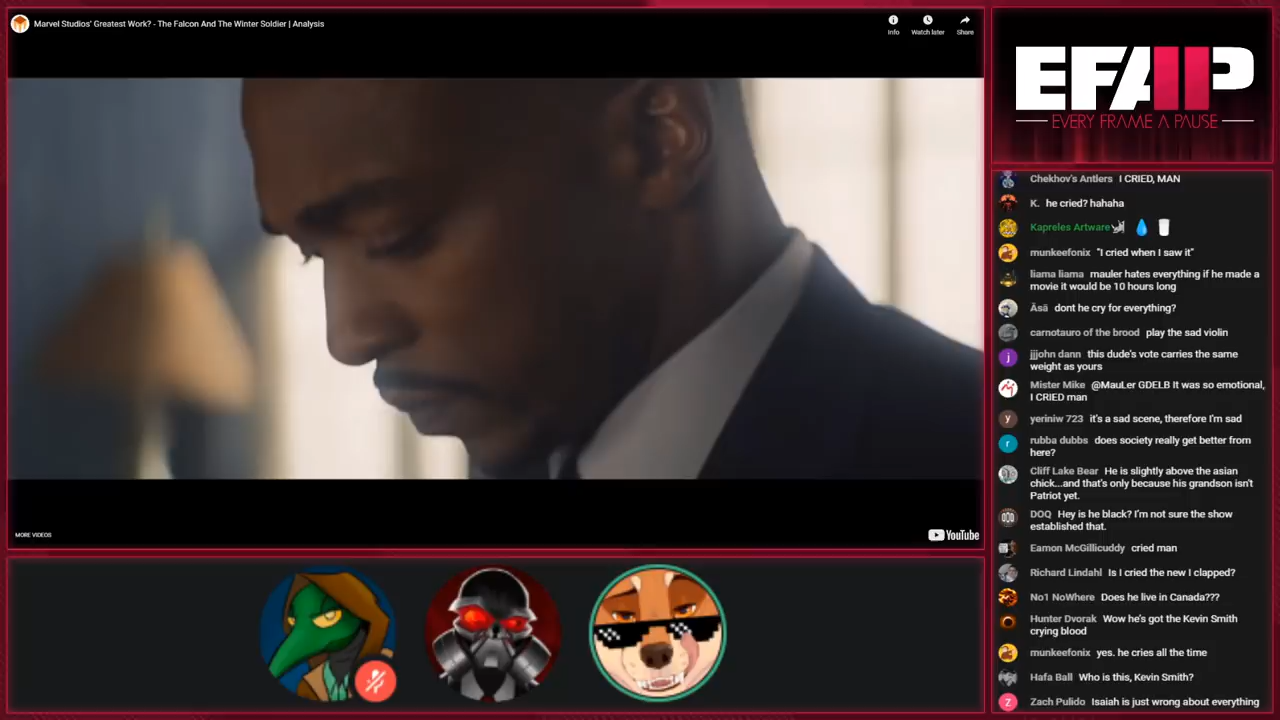 Marvel Studios' Greatest Work? - The Falcon And The Winter Soldier | Analysis
Info
Watch later
Share
MORE VIDEOS
YouTube
EFAP
EVERY FRAME A PAUSE
Chekhov's Antlers I CRIED, MAN
K. he cried? hahaha
Kapreles Artware
munkeefonix "I cried when I saw it"
liama liama mauler hates everything if he made a
movie it would be 10 hours long
Äsä dont he cry for everything?
carnotauro of the brood play the sad violin
jjjohn dann this dude's vote carries the same
weight as yours
Mister Mike @MauLer GDELB It was so emotional,
I CRIED man
yeriniw 723 it's a sad scene, therefore I'm sad
rubba dubbs does society really get better from
here?
Cliff Lake Bear He is slightly above the asian
chick...and that's only because his grandson isn't
Patriot yet.
DOQ Hey is he black? I'm not sure the show
established that.
Eamon McGillicuddy cried man
Richard Lindahl Is I cried the new I clapped?
No1 NoWhere Does he live in Canada???
Hunter Dvorak Wow he's got the Kevin Smith
crying blood
munkeefonix yes. he cries all the time
Hafa Ball Who is this, Kevin Smith?
Zach Pulido Isaiah is just wrong about everything